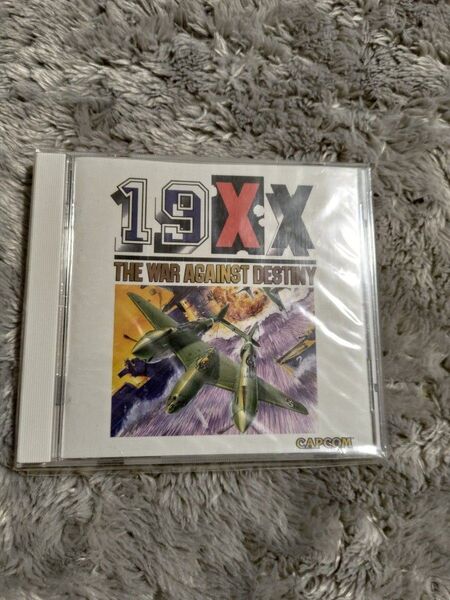 19XX
THE WAR AGAINST DESTINY
CAPCOM